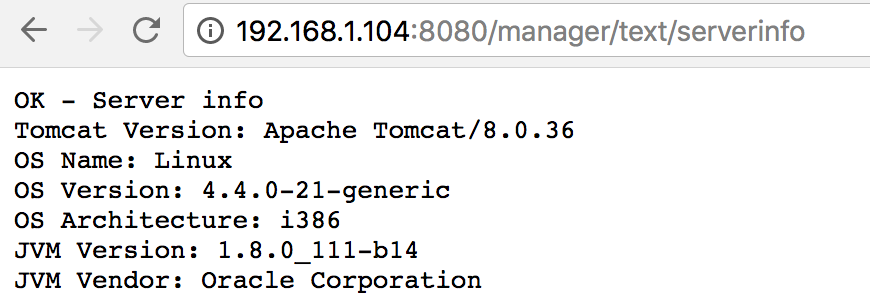 192.168.1.104:8080/manager/text/serverinfo
OK - Server info
Tomcat Version: Apache Tomcat/8.0.36
OS Name: Linux
OS Version: 4.4.0-21-generic
OS Architecture: i386
JVM Version: 1.8.0_111-b14
JVM Vendor: Oracle Corporation